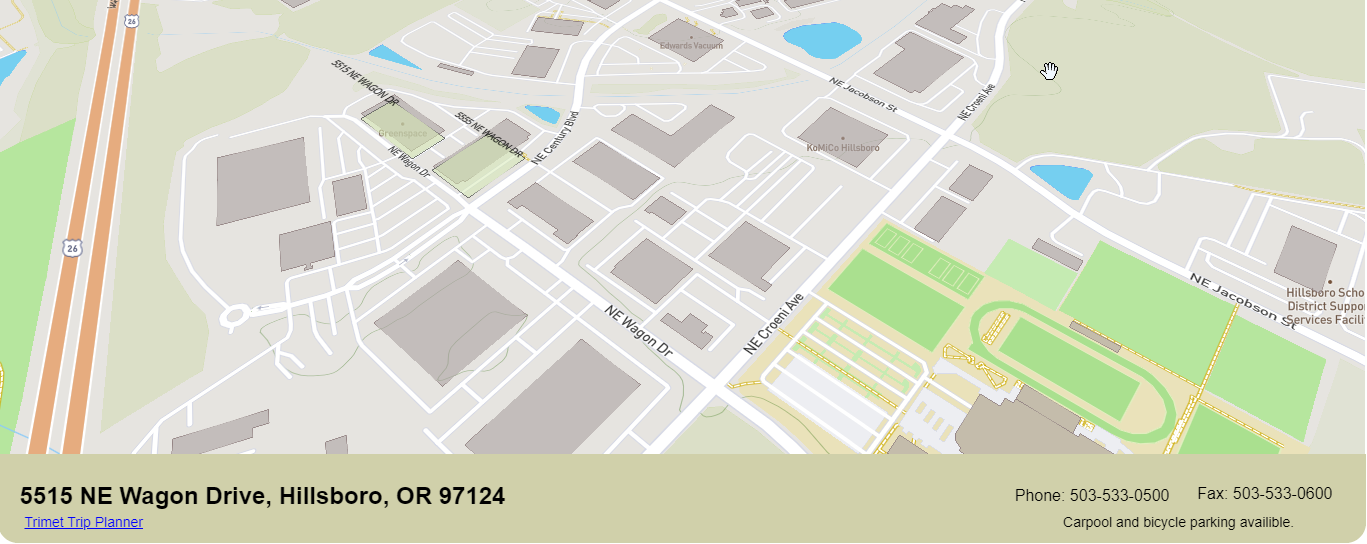 26
Edwards Vacuum
5515 NE WAGON DR
NE Jacobson St
NE Croeni Ave
5555 NE WAGON DR
NE Century Blvd
Greenspace
NE Wagon Dr
KoMiCo Hillsboro
26
NE Jacobson St
Hillsboro Scho
District Suppor
Services Facilit
NE Wagon Dr
NE Croeni Ave
5515 NE Wagon Drive, Hillsboro, OR 97124
Phone: 503-533-0500 Fax: 503-533-0600
Trimet Trip Planner
Carpool and bicycle parking availible.